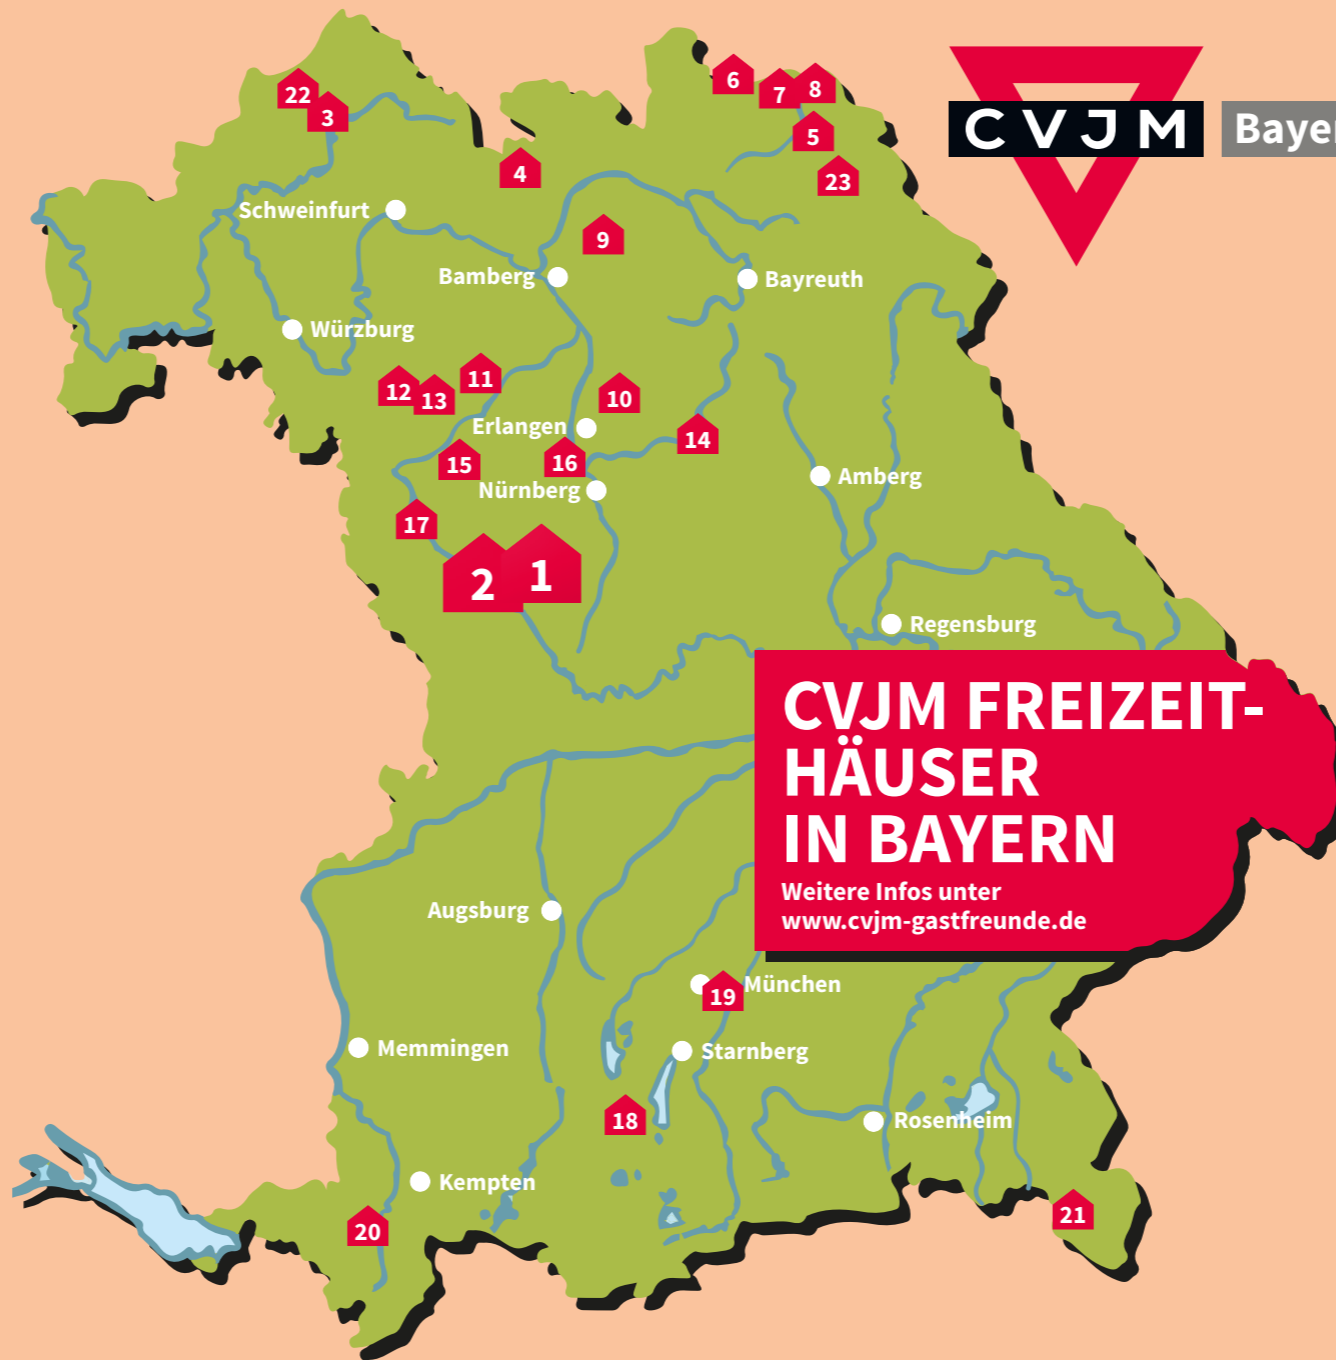 22
3
6
7
8
CVJM
5
4
23
Schweinfurt
9
Bamberg
Bayreuth
Würzburg
11
12
13
10
Erlangen
14
15
16
Amberg
Nürnberg
17
2
1
Regensburg
CVJM FREIZEIT-
HÄUSER
IN BAYERN
Weitere Infos unter
www.cvjm-gastfreunde.de
Augsburg
19
München
Memmingen
Starnberg
18
Rosenheim
Kempten
20
21